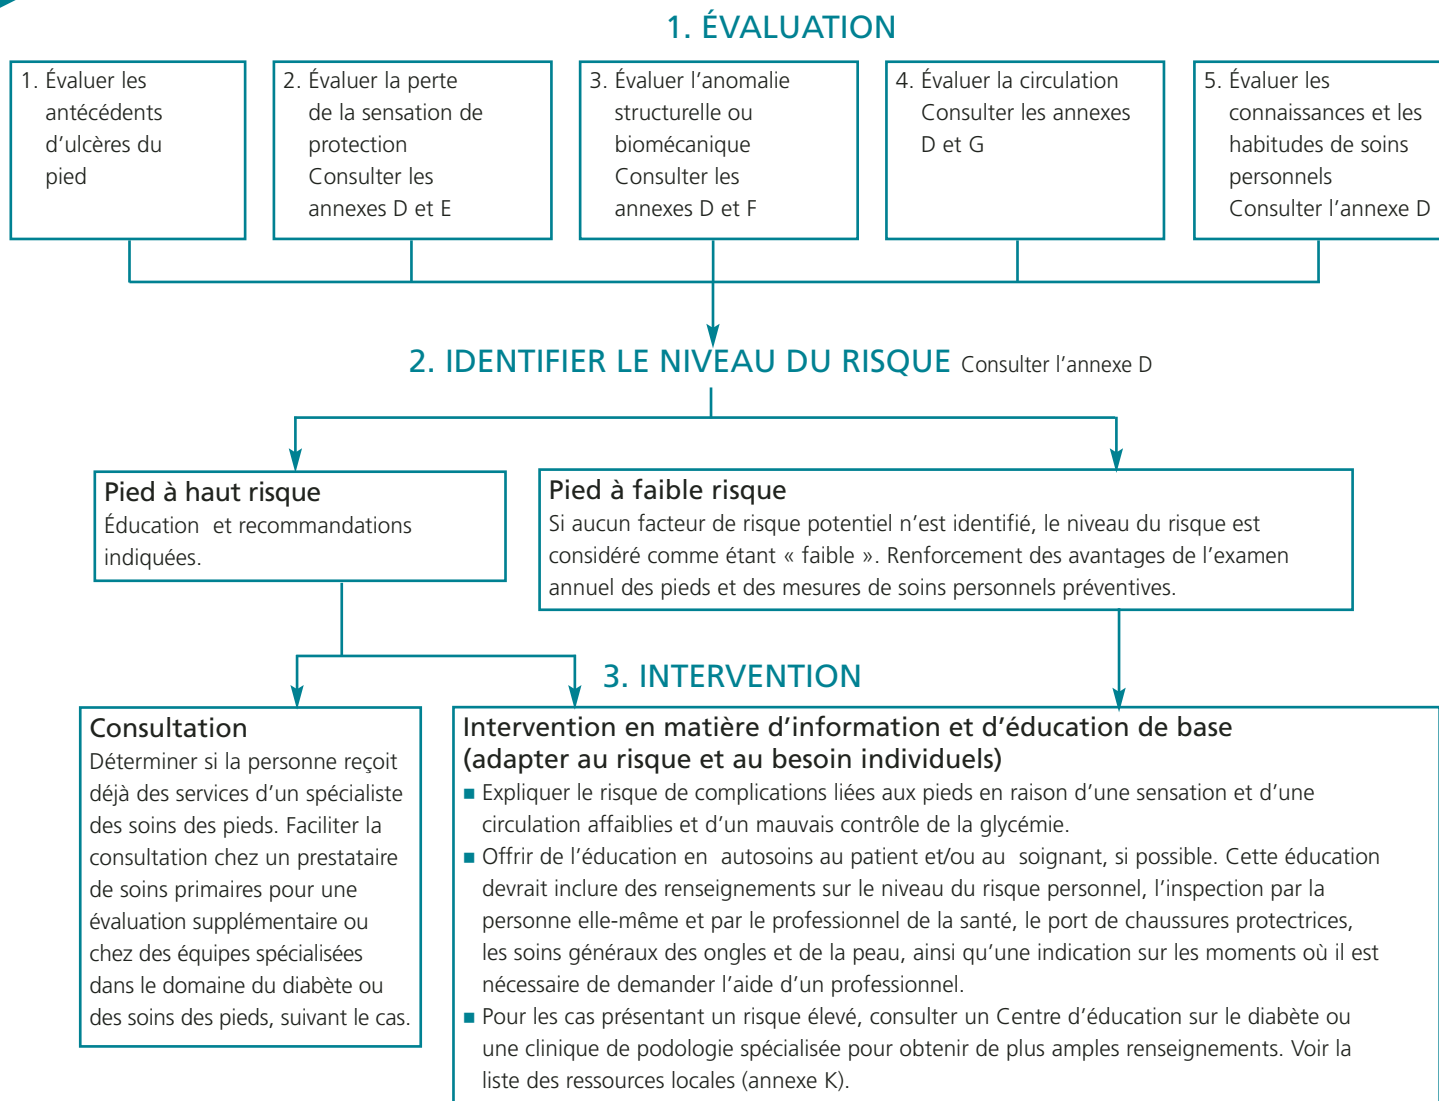 1. ÉVALUATION
1. Évaluer les
antécédents
d'ulcères du
pied
2. Évaluer la perte
de la sensation de
protection
Consulter les
annexes D et E
3. Évaluer l'anomalie
structurelle ou
biomécanique
Consulter les
annexes D et F
4. Évaluer la circulation
Consulter les annexes
D et G
5. Évaluer les
connaissances et les
habitudes de soins
personnels
Consulter l'annexe D
2. IDENTIFIER LE NIVEAU DU RISQUE Consulter l'annexe D
Pied à haut risque
Éducation et recommandations
indiquées.
Pied à faible risque
Si aucun facteur de risque potentiel n'est identifié, le niveau du risque est
considéré comme étant « faible ». Renforcement des avantages de l'examen
annuel des pieds et des mesures de soins personnels préventives.
3. INTERVENTION
Consultation
Déterminer si la personne reçoit
déjà des services d'un spécialiste
des soins des pieds. Faciliter la
consultation chez un prestataire
de soins primaires pour une
évaluation supplémentaire ou
chez des équipes spécialisées
dans le domaine du diabète ou
des soins des pieds, suivant le cas.
Intervention en matière d'information et d'éducation de base
(adapter au risque et au besoin individuels)
■ Expliquer le risque de complications liées aux pieds en raison d'une sensation et d'une
circulation affaiblies et d'un mauvais contrôle de la glycémie.
■ Offrir de l'éducation en autosoins au patient et/ou au soignant, si possible. Cette éducation
devrait inclure des renseignements sur le niveau du risque personnel, l'inspection par la
personne elle-même et par le professionnel de la santé, le port de chaussures protectrices,
les soins généraux des ongles et de la peau, ainsi qu'une indication sur les moments où il est
nécessaire de demander l'aide d'un professionnel.
■ Pour les cas présentant un risque élevé, consulter un Centre d'éducation sur le diabète ou
une clinique de podologie spécialisée pour obtenir de plus amples renseignements. Voir la
liste des ressources locales (annexe K).